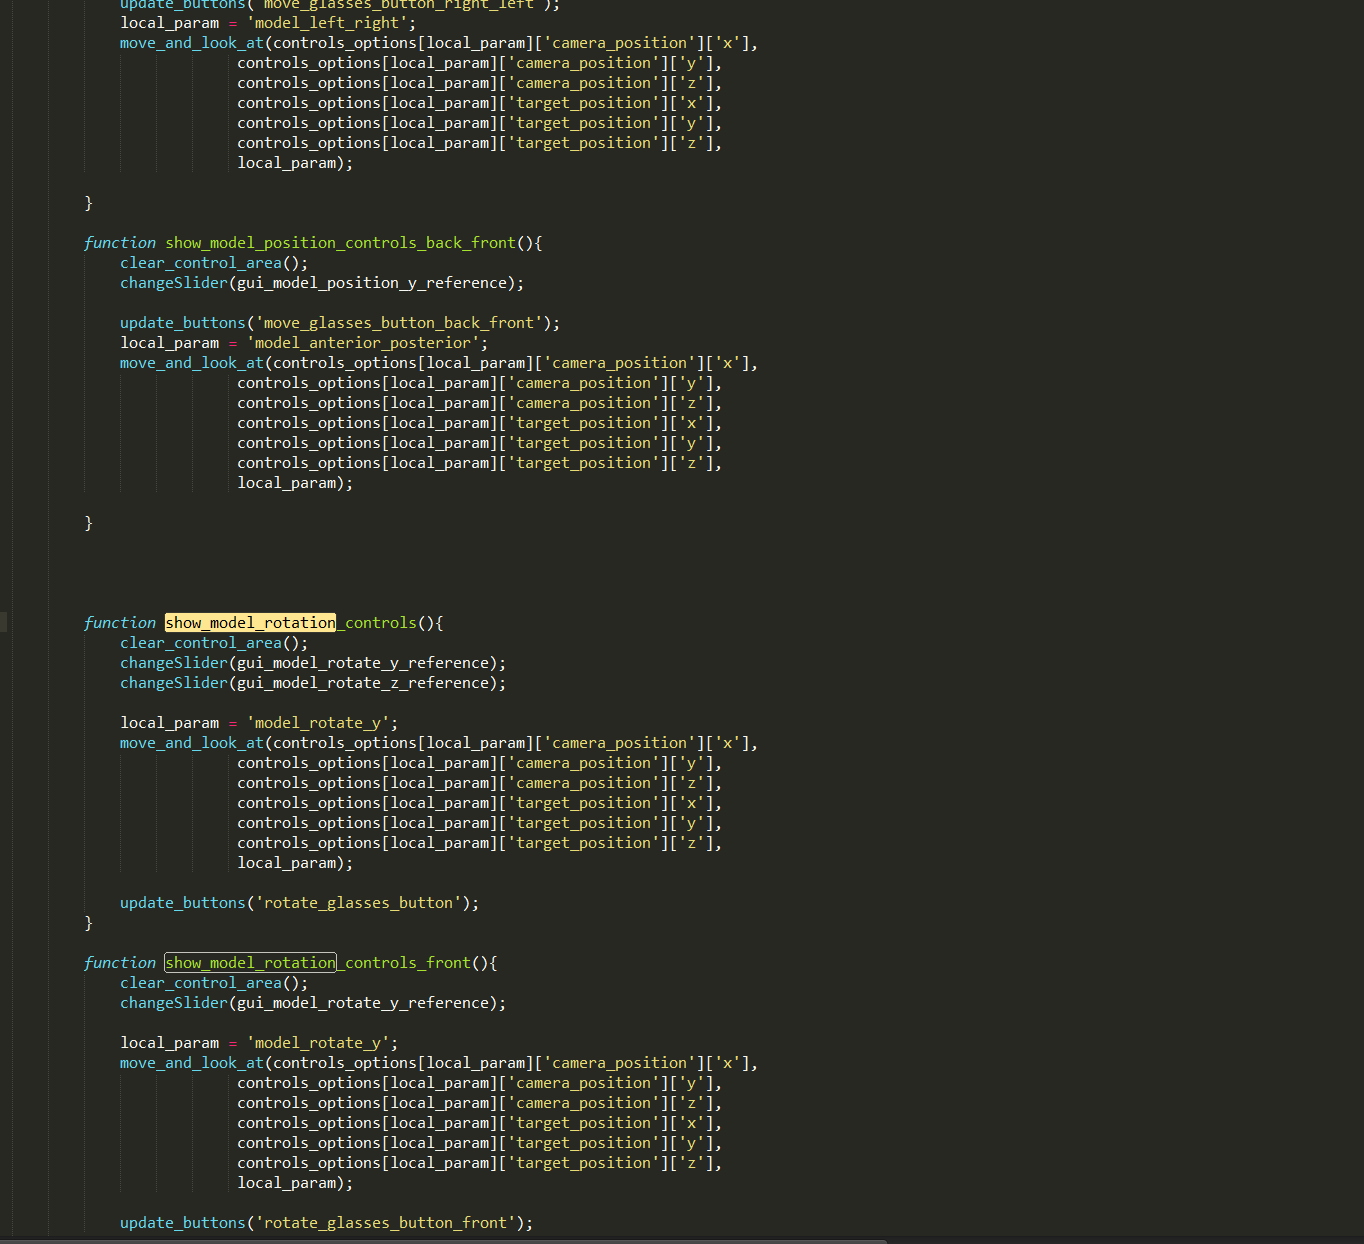 update_buttons('move_glasses_button_right_left');
local_param = 'model_left_right';
move_and_look_at(controls_options[local_param]['camera_position']['x'],
controls_options[local_param]['camera_position']['y'],
controls_options[local_param]['camera_position']['z'],
controls_options[local_param]['target_position']['x'],
controls_options[local_param]['target_position']['y'],
controls_options[local_param]['target_position']['z'],
local_param);
}
function show_model_position_controls_back_front(){
clear_control_area();
changeSlider(gui_model_position_y_reference);
update_buttons('move_glasses_button_back_front');
local_param = 'model_anterior_posterior';
move_and_look_at(controls_options[local_param]['camera_position']['x'],
controls_options[local_param]['camera_position']['y'],
controls_options[local_param]['camera_position']['z'],
controls_options[local_param]['target_position']['x'],
controls_options[local_param]['target_position']['y'],
controls_options[local_param]['target_position']['z'],
local_param);
}
function show_model_rotation_controls(){
clear_control_area();
changeSlider(gui_model_rotate_y_reference);
changeSlider(gui_model_rotate_z_reference);
local_param = 'model_rotate_y';
move_and_look_at(controls_options[local_param]['camera_position']['x'],
controls_options[local_param]['camera_position']['y'],
controls_options[local_param]['camera_position']['z'],
controls_options[local_param]['target_position']['x'],
controls_options[local_param]['target_position']['y'],
controls_options[local_param]['target_position']['z'],
local_param);
update_buttons('rotate_glasses_button');
}
function show_model_rotation_controls_front(){
clear_control_area();
changeSlider(gui_model_rotate_y_reference);
local_param = 'model_rotate_y';
move_and_look_at(controls_options[local_param]['camera_position']['x'],
controls_options[local_param]['camera_position']['y'],
controls_options[local_param]['camera_position']['z'],
controls_options[local_param]['target_position']['x'],
controls_options[local_param]['target_position']['y'],
controls_options[local_param]['target_position']['z'],
local_param);
update_buttons('rotate_glasses_button_front');